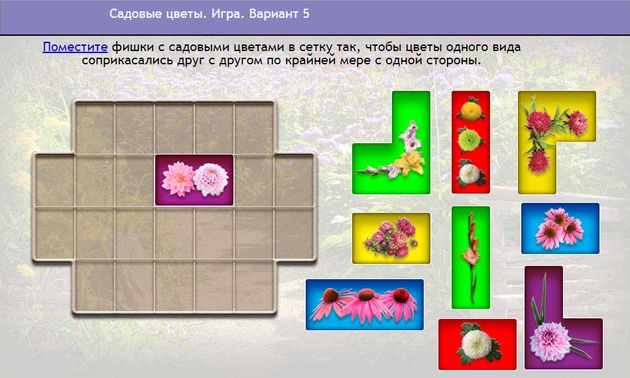 Садовые цветы. Игра. Вариант 5
Поместите фишки с садовыми цветами в сетку так, чтобы цветы одного вида
соприкасались друг с другом по крайней мере с одной стороны.